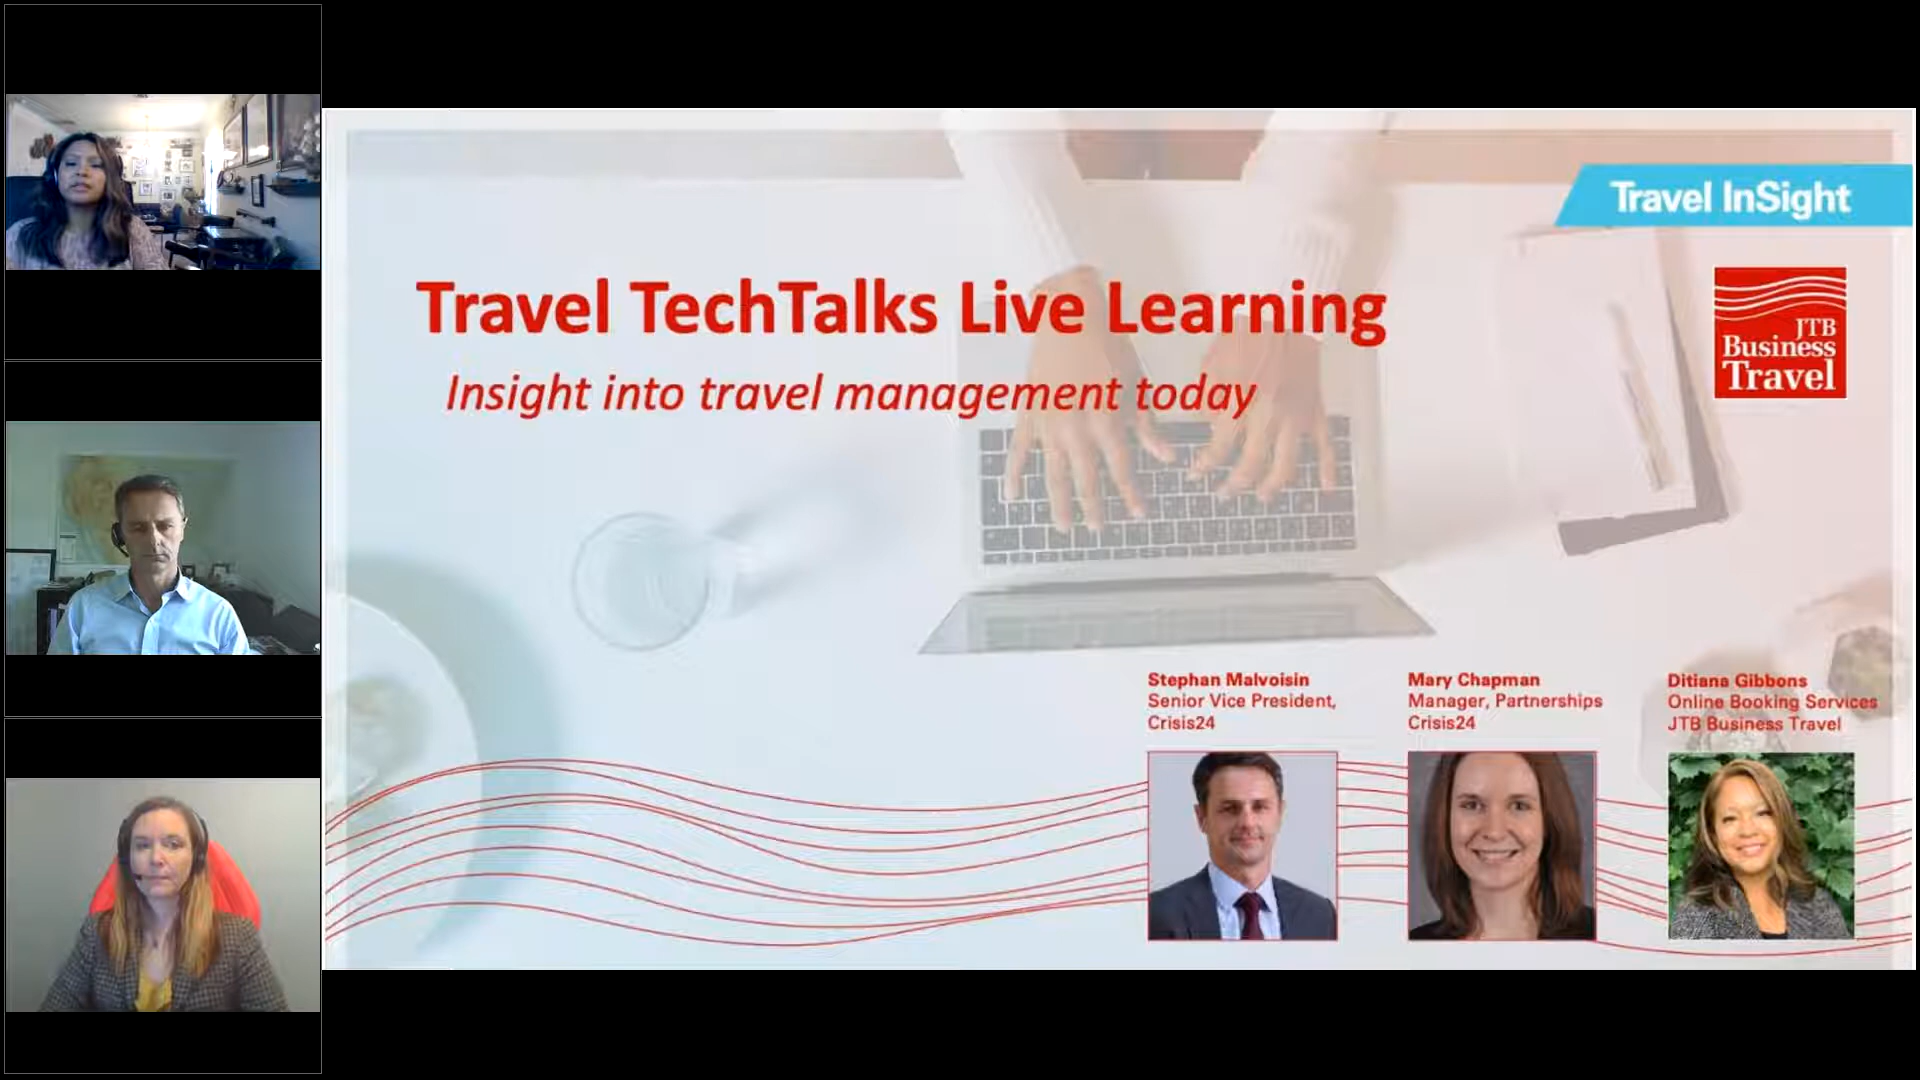 Travel InSight
Travel TechTalks Live Learning
Insight into travel management today
JTB
Business
Travel
Stephan Malvoisin
Senior Vice President,
Crisis24
Mary Chapman
Manager, Partnerships
Crisis24
Ditiana Gibbons
Online Booking Services
JTB Business Travel